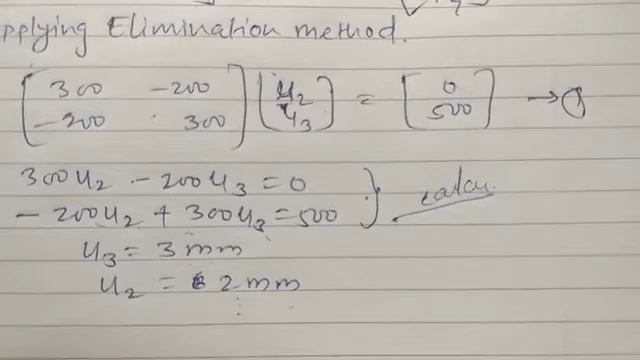 pplying Elimination method.
[300 -200
-200 300] [u2
u3] = [0
500] → ①
300u2 - 200u3 = 0
- 200u2 + 300u3 = 500
u3 = 3 mm
u2 = 2 mm